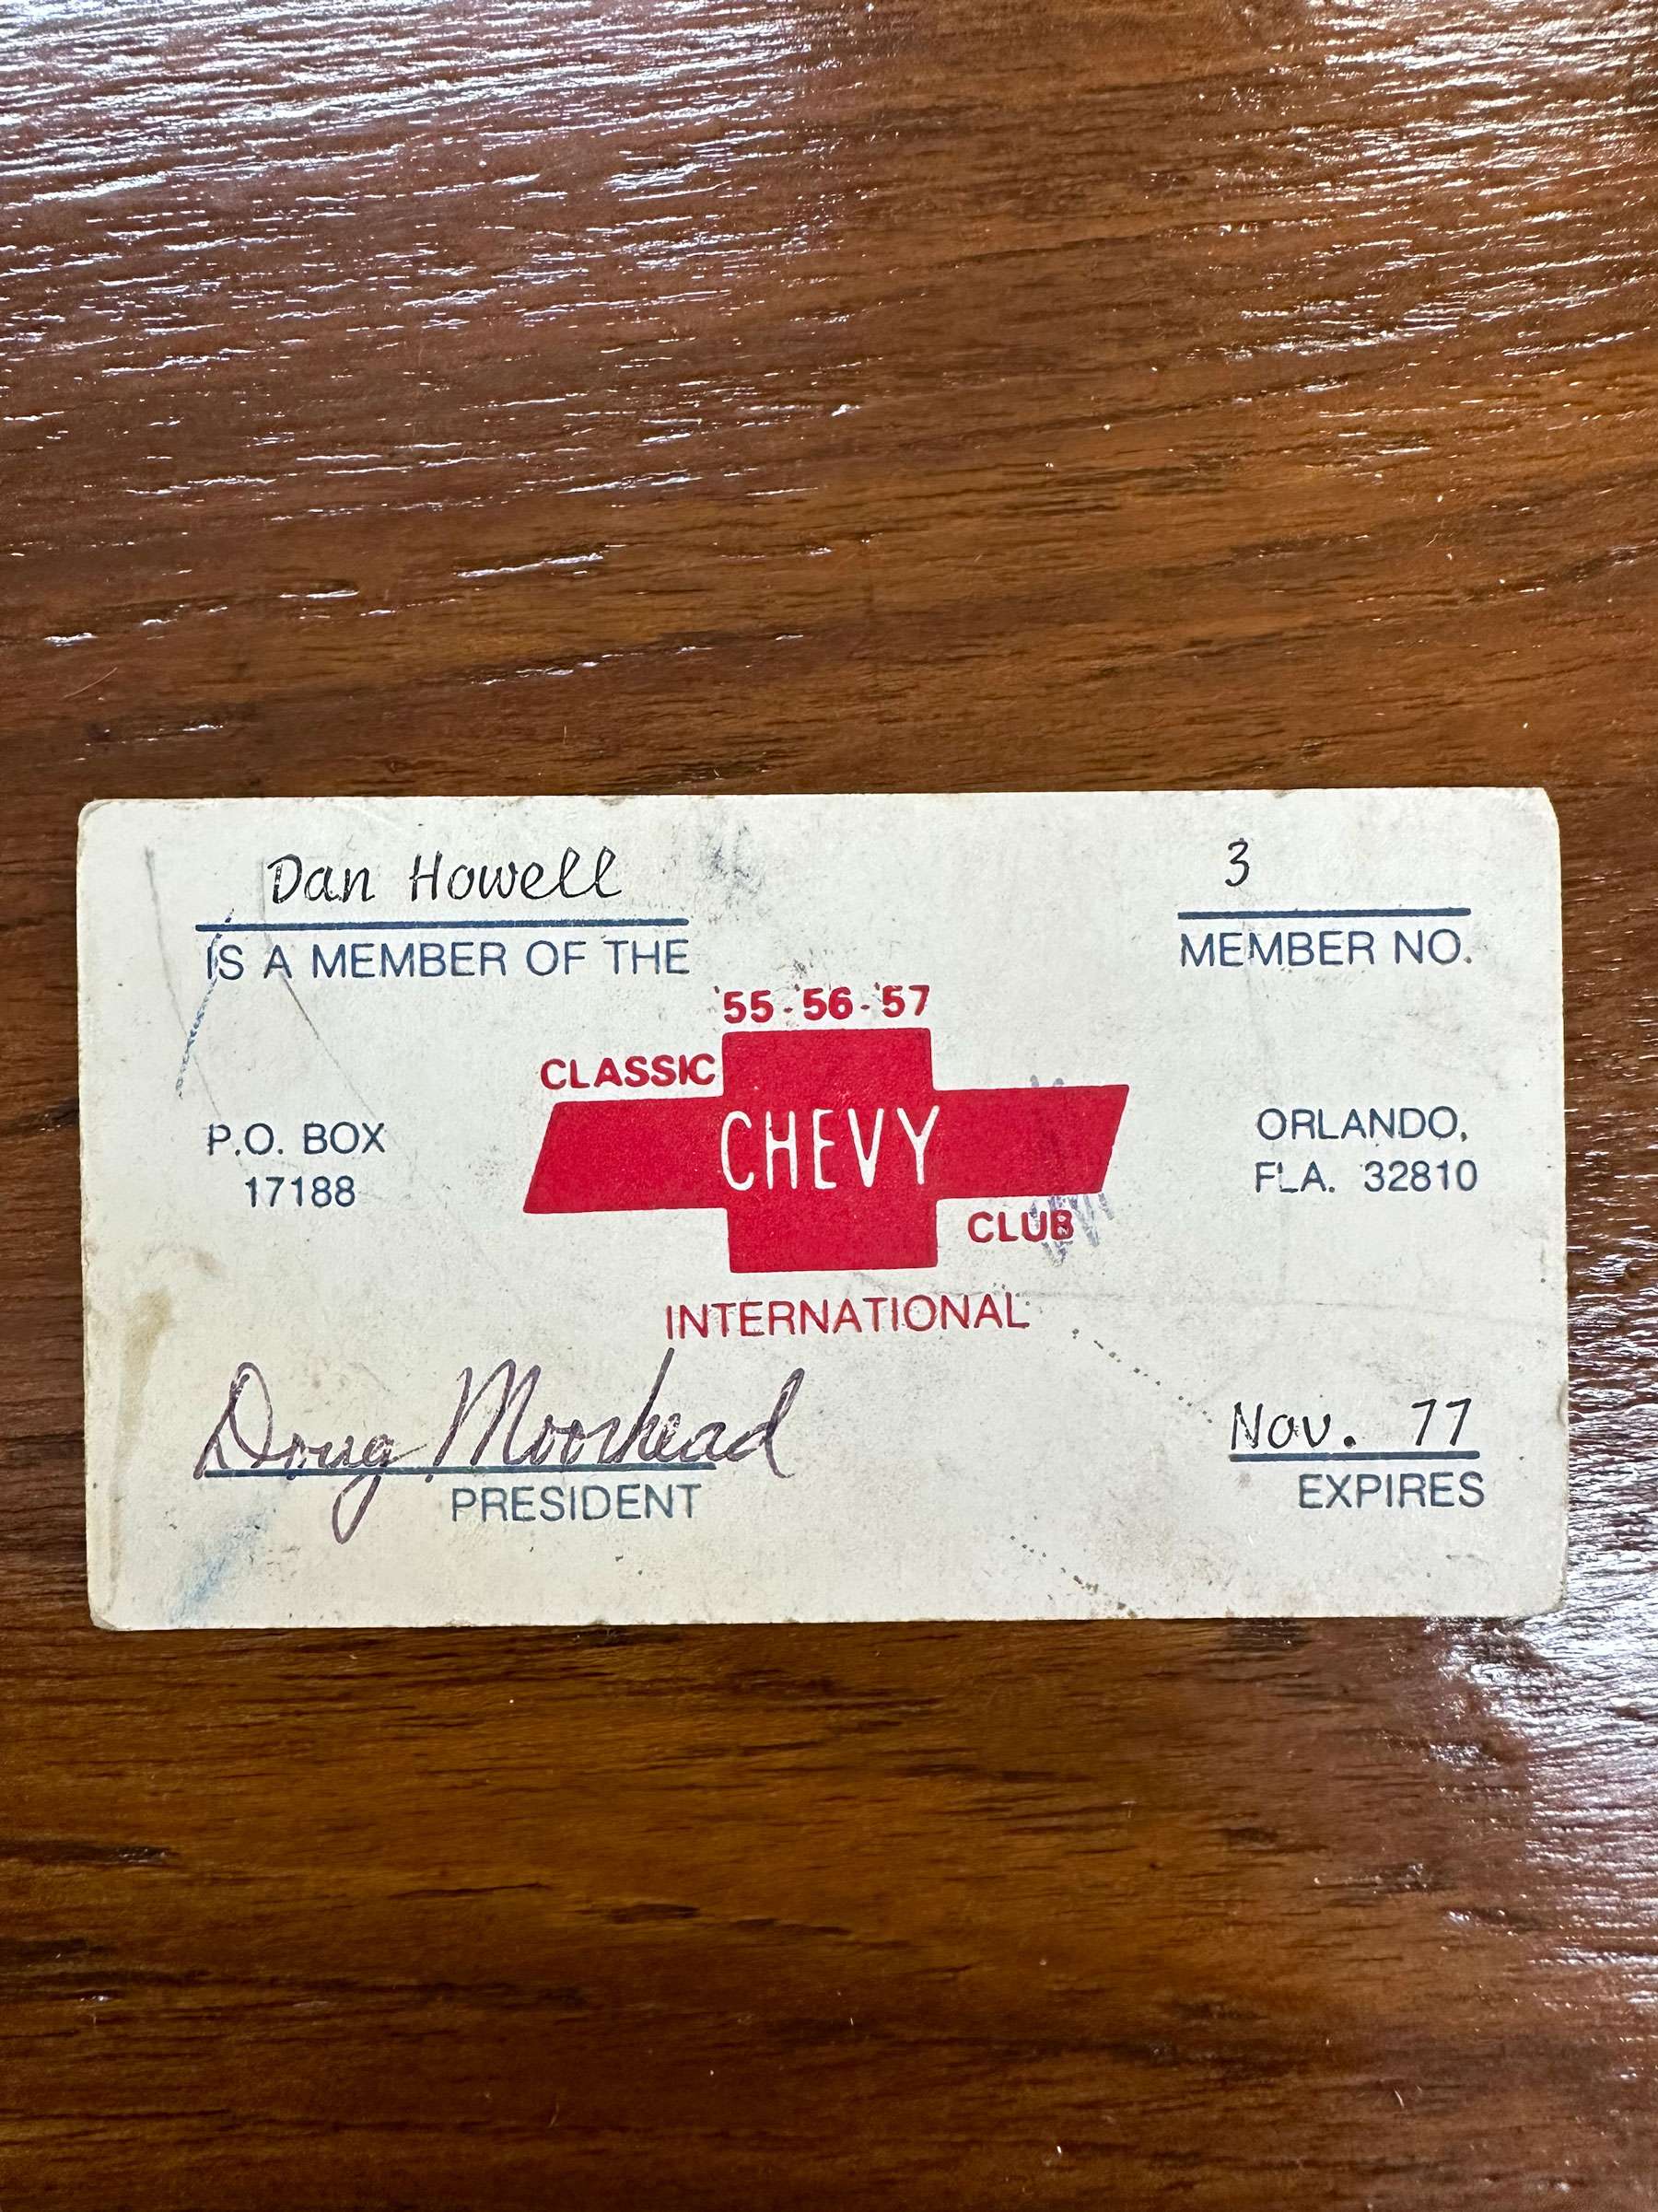 Dan Howell 3
IS A MEMBER OF THE MEMBER NO.
'55-'56-'57
CLASSIC
CHEVY
CLUB
P.O. BOX
17188
ORLANDO,
FLA. 32810
INTERNATIONAL
Doug Moorhead Nov. 77
PRESIDENT EXPIRES